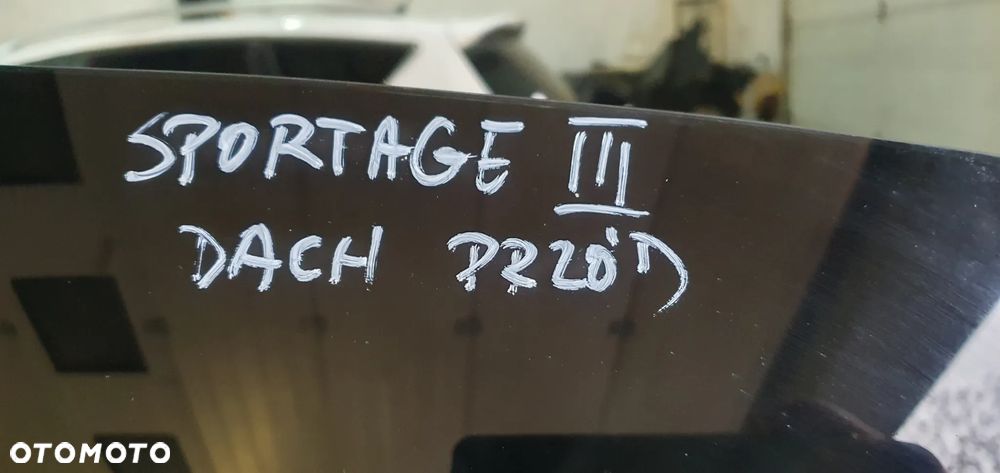 SPORTAGE III
DACH PRZÓD
OTOMOTO